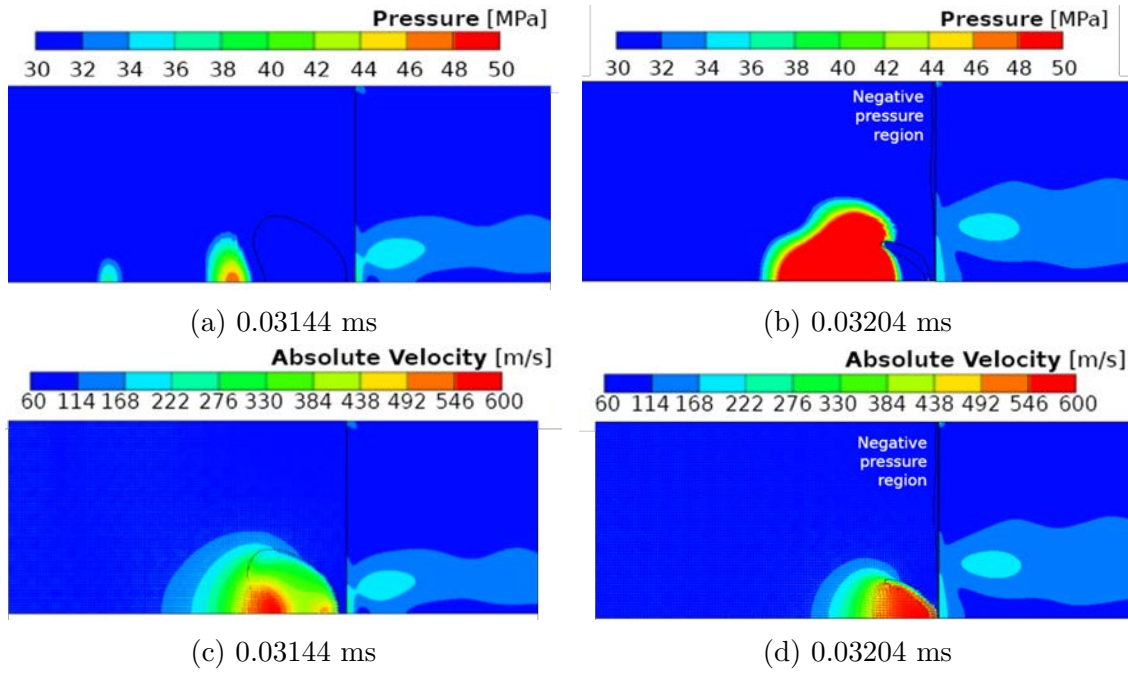 Pressure [MPa]
30 32 34 36 38 40 42 44 46 48 50
(a) 0.03144 ms
Pressure [MPa]
30 32 34 36 38 40 42 44 46 48 50
Negative
pressure
region
(b) 0.03204 ms
Absolute Velocity [m/s]
60 114 168 222 276 330 384 438 492 546 600
(c) 0.03144 ms
Absolute Velocity [m/s]
60 114 168 222 276 330 384 438 492 546 600
Negative
pressure
region
(d) 0.03204 ms